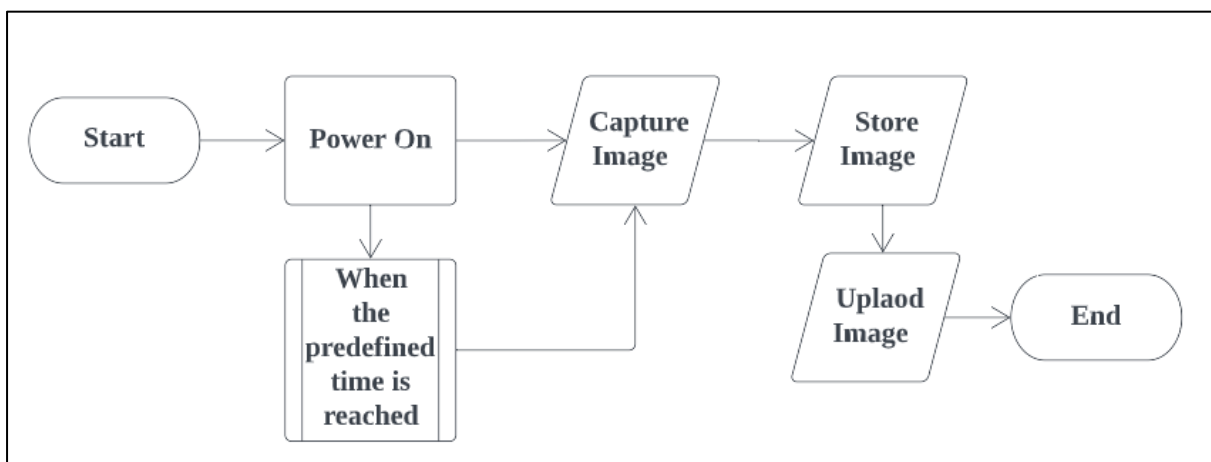 Start
Power On
Capture
Image
Store
Image
When
the
predefined
time is
reached
Uplaod
Image
End